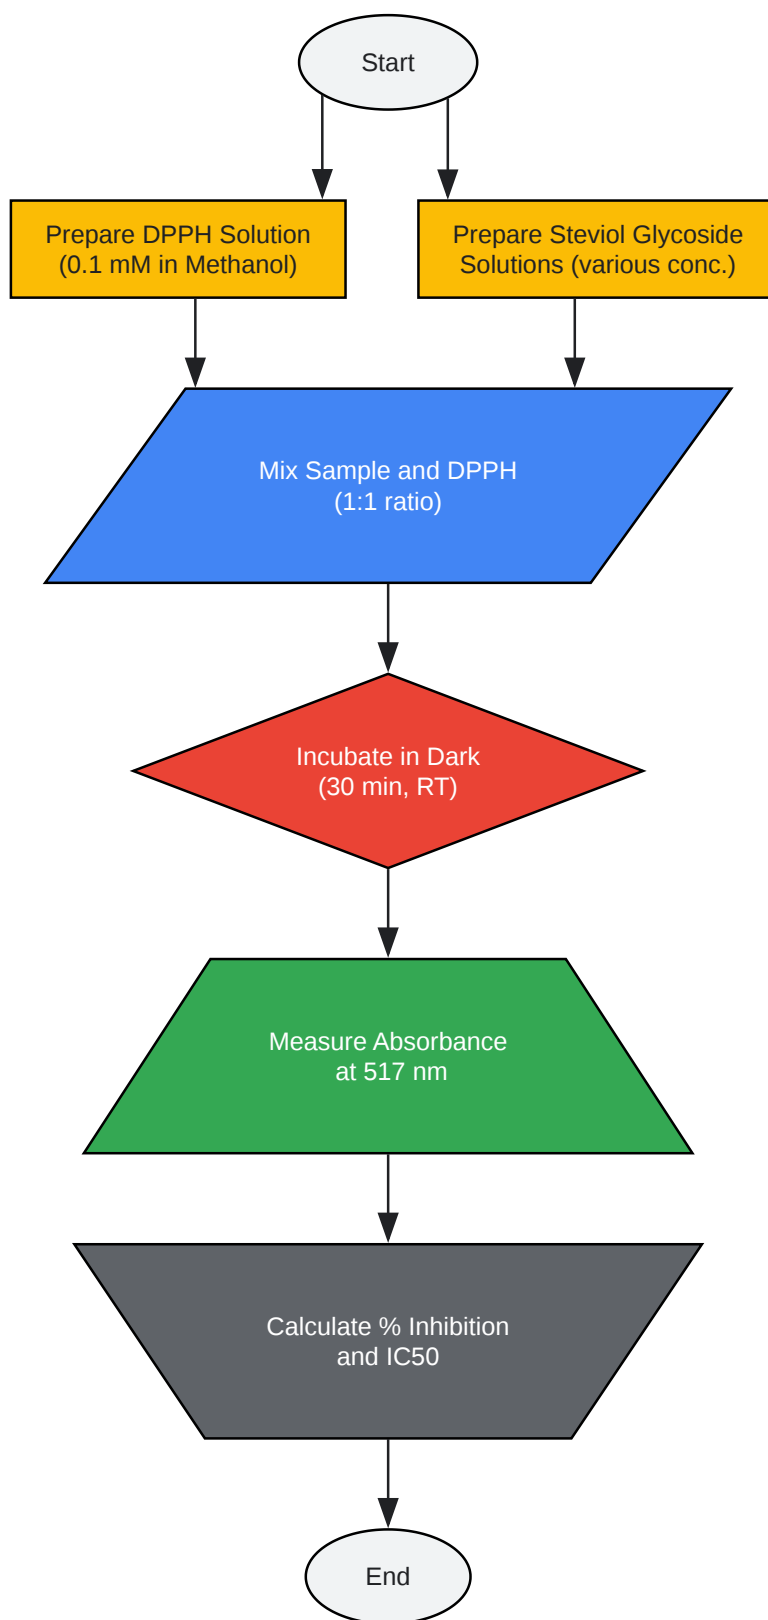 Start
Prepare DPPH Solution
(0.1 mM in Methanol)
Prepare Steviol Glycoside
Solutions (various conc.)
Mix Sample and DPPH
(1:1 ratio)
Incubate in Dark
(30 min, RT)
Measure Absorbance
at 517 nm
Calculate % Inhibition
and IC50
End